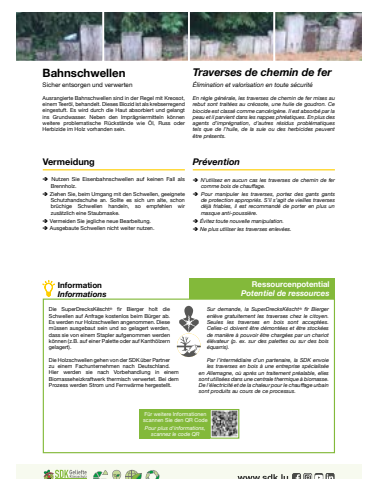 Bahnschwellen
Sicher entsorgen und verwerten
Ausrangierte Bahnschwellen sind in der Regel mit Kreosot,
einem Teeröl, behandelt. Dieses Biozid ist als krebserregend
eingestuft. Es wird durch die Haut absorbiert und gelangt
ins Grundwasser. Neben den Imprägniermitteln können
weitere problematische Rückstände wie Öl, Russ oder
Herbizide im Holz vorhanden sein.
Traverses de chemin de fer
Élimination et valorisation en toute sécurité
En règle générale, les traverses de chemin de fer mises au
rebut sont traitées au créosote, une huile de goudron. Ce
biocide est classé comme cancérigène. Il est absorbé par la
peau et il parvient dans les nappes phréatiques. En plus des
agents d'imprégnation, d'autres résidus problématiques
tels que de l'huile, de la suie ou des herbicides peuvent
être présents.
Vermeidung
➔ Nutzen Sie Eisenbahnschwellen auf keinen Fall als
Brennholz.
➔ Ziehen Sie, beim Umgang mit den Schwellen, geeignete
Schutzhandschuhe an. Sollte es sich um alte, schon
brüchige Schwellen handeln, so empfehlen wir
zusätzlich eine Staubmaske.
➔ Vermeiden Sie jegliche neue Bearbeitung.
➔ Ausgebaute Schwellen nicht weiter nutzen.
Prévention
➔ N'utilisez en aucun cas les traverses de chemin de fer
comme bois de chauffage.
➔ Pour manipuler les traverses, portez des gants gants
de protection appropriés. S'il s'agit de vieilles traverses
déjà friables, il est recommandé de porter en plus un
masque anti-poussière.
➔ Évitez toute nouvelle manipulation.
➔ Ne plus utiliser les traverses enlevées.
Information
Informations
Ressourcenpotential
Potentiel de ressources
Die SuperDrecksKëscht® fir Bierger holt die
Schwellen auf Anfrage kostenlos beim Bürger ab.
Es werden nur Holzschwellen angenommen. Diese
müssen ausgebaut sein und so gelagert werden,
dass sie von einem Stapler aufgenommen werden
können (z.B. auf einer Palette oder auf Kanthölzern
gelagert).
Die Holzschwellen gehen von der SDK über Partner
zu einem Fachunternehmen nach Deutschland.
Hier werden sie nach Vorbehandlung in einem
Biomasseheizkraftwerk thermisch verwertet. Bei dem
Prozess werden Strom und Fernwärme hergestellt.
Sur demande, la SuperDrecksKëscht® fir Bierger
enlève gratuitement les traverses chez le citoyen.
Seules les traverses en bois sont acceptées.
Celles-ci doivent être démontées et être stockées
de manière à pouvoir être chargées par un chariot
élévateur (p. ex. sur des palettes ou sur des bois
équarris).
Par l'intermédiaire d'un partenaire, la SDK envoie
les traverses en bois à une entreprise spécialisée
en Allemagne, où après un traitement préalable, elles
sont utilisées dans une centrale thermique à biomasse.
De l'électricité et de la chaleur pour le chauffage urbain
sont produits au cours de ce processus.
Für weitere Informationen
scannen Sie den QR Code
Pour plus d'informations,
scannez le code QR
SDK
www.sdk.lu